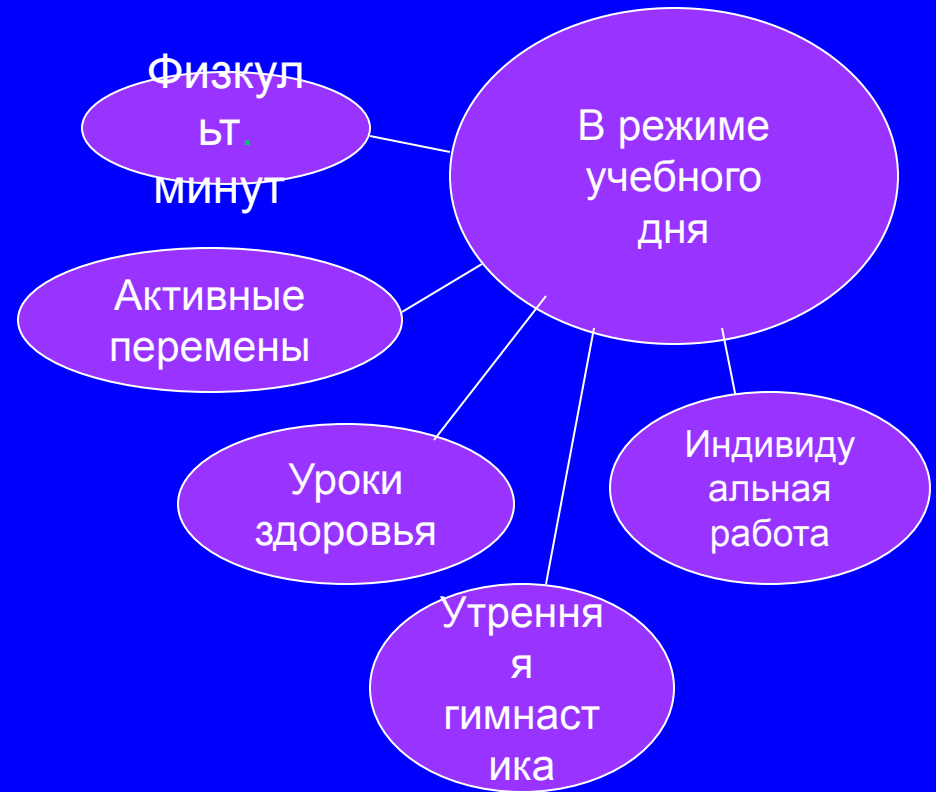 Физкул
ьт.
минут
В режиме
учебного
дня
Активные
перемены
Уроки
здоровья
Индивиду
альная
работа
Утрення
я
гимнаст
ика